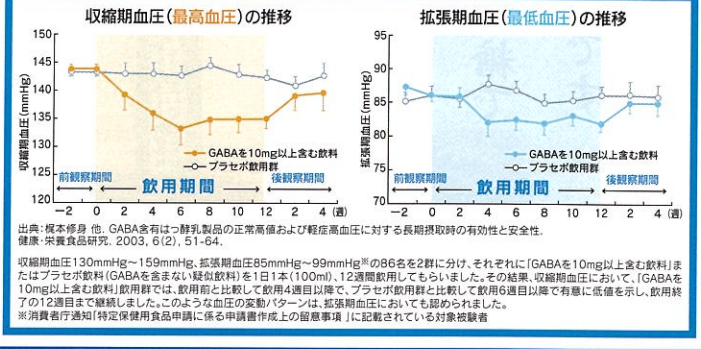 収縮期血圧(最高血圧)の推移
150
145
140
135
130
125
120
収縮期血圧(mmHg)
GABAを10mg以上含む飲料
プラセボ飲用群
前観察期間
飲用期間
後観察期間
-2 0 2 4 6 8 10 12 2 4 (週)
拡張期血圧(最低血圧)の推移
95
90
85
80
75
70
拡張期血圧(mmHg)
GABAを10mg以上含む飲料
プラセボ飲用群
前観察期間
飲用期間
後観察期間
-2 0 2 4 6 8 10 12 2 4 (週)
出典:梶本修身 他. GABA含有はっ酵乳製品の正常高値および軽症高血圧に対する長期摂取時の有効性と安全性.
健康・栄養食品研究. 2003, 6(2), 51-64.
収縮期血圧130mmHg~159mmHg、拡張期血圧85mmHg~99mmHg※の86名を2群に分け、それぞれに「GABAを10mg以上含む飲料」ま
たはプラセボ飲料(GABAを含まない疑似飲料)を1日1本(100ml)、12週間飲用してもらいました。その結果、収縮期血圧において、「GABAを
10mg以上含む飲料」飲用群では、飲用前と比較して飲用4週目以降で、プラセボ飲用群と比較して飲用6週目以降で有意に低値を示し、飲用終
了の12週目まで継続しました。このような血圧の変動パターンは、拡張期血圧においても認められました。
※消費者庁通知「特定保健用食品申請に係る申請書作成上の留意事項」に記載されている対象被験者